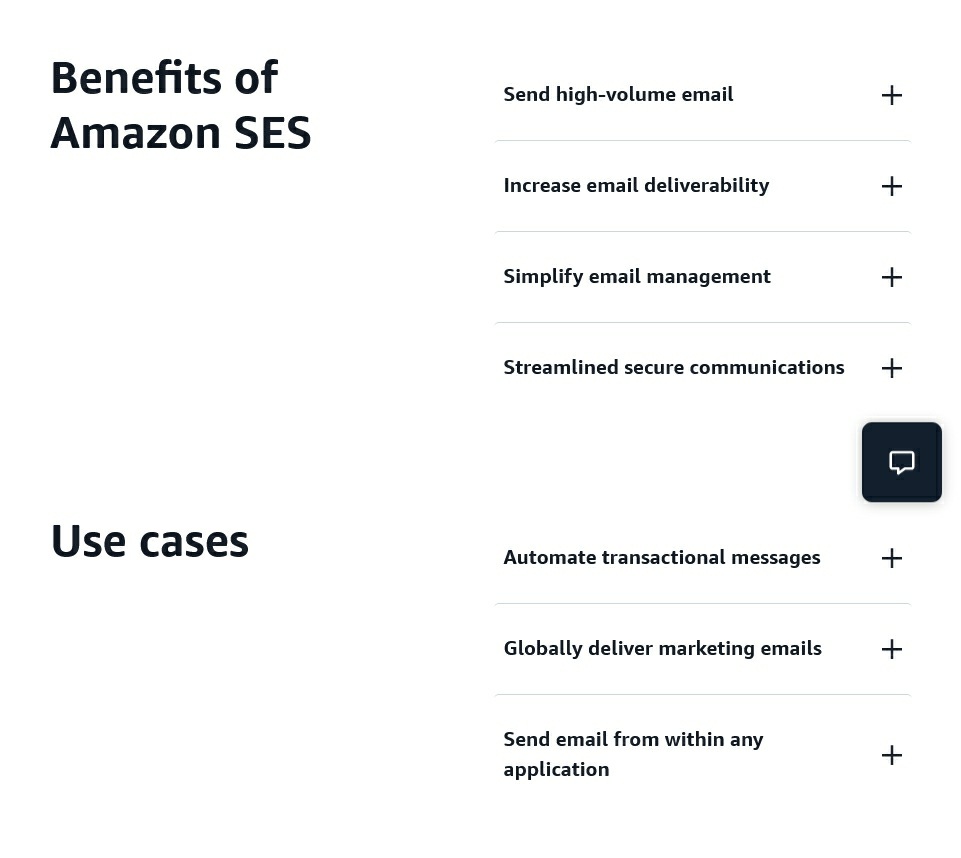 Benefits of
Amazon SES
Send high-volume email
Increase email deliverability
Simplify email management
Streamlined secure communications
Use cases
Automate transactional messages
Globally deliver marketing emails
Send email from within any
application